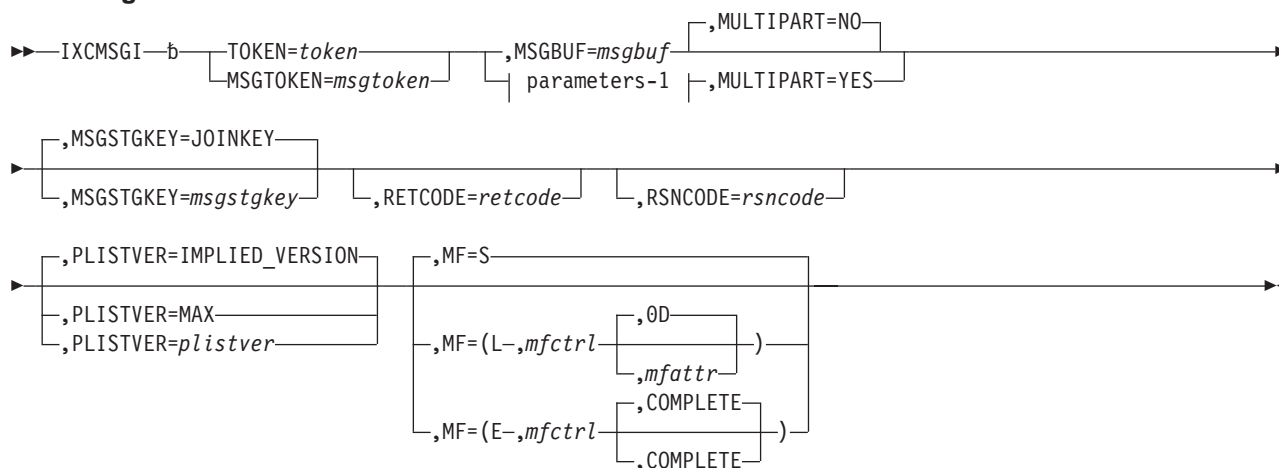 ,MULTIPART=NO
IXCMSGI ƀ TOKEN=token ,MSGBUF=msgbuf
MSGTOKEN=msgtoken parameters-1 ,MULTIPART=YES
,MSGSTGKEY=JOINKEY
,MSGSTGKEY=msgstgkey ,RETCODE=retcode ,RSNCODE=rsncode
,PLISTVER=IMPLIED_VERSION ,MF=S
,PLISTVER=MAX ,0D
,PLISTVER=plistver ,MF=(L ,mfctrl )
,mfattr
,COMPLETE
,MF=(E ,mfctrl )
,COMPLETE